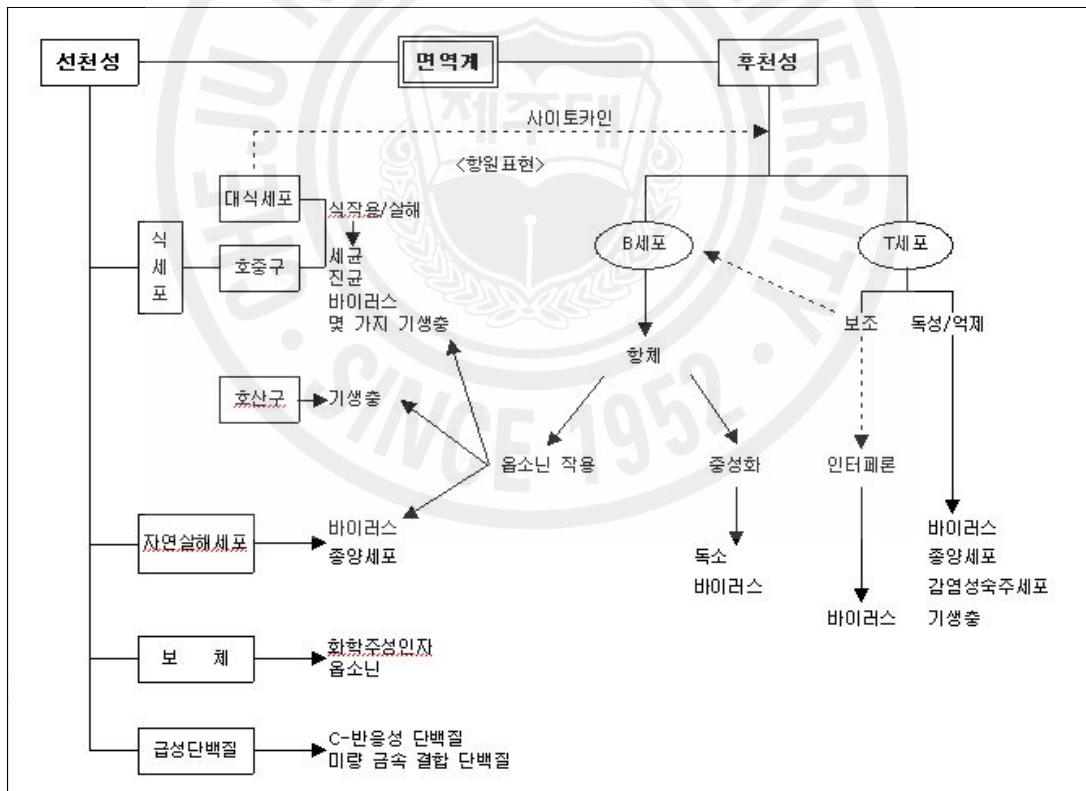 선천성
면역계
후천성
사이토카인
<항원표현>
대식세포
식작용/살해
식
세
포
호중구
세균
진균
바이러스
몇 가지 기생충
B세포
T세포
보조
독성/억제
항체
호산구
기생충
옵소닌 작용
중성화
인터페론
자연살해세포
바이러스
종양세포
독소
바이러스
바이러스
바이러스
종양세포
감염성숙주세포
기생충
보 체
화학주성인자
옵소닌
급성단백질
C-반응성 단백질
미량 금속 결합 단백질
제주대
CHEJU NATIONAL UNIVERSITY
SINCE 1952